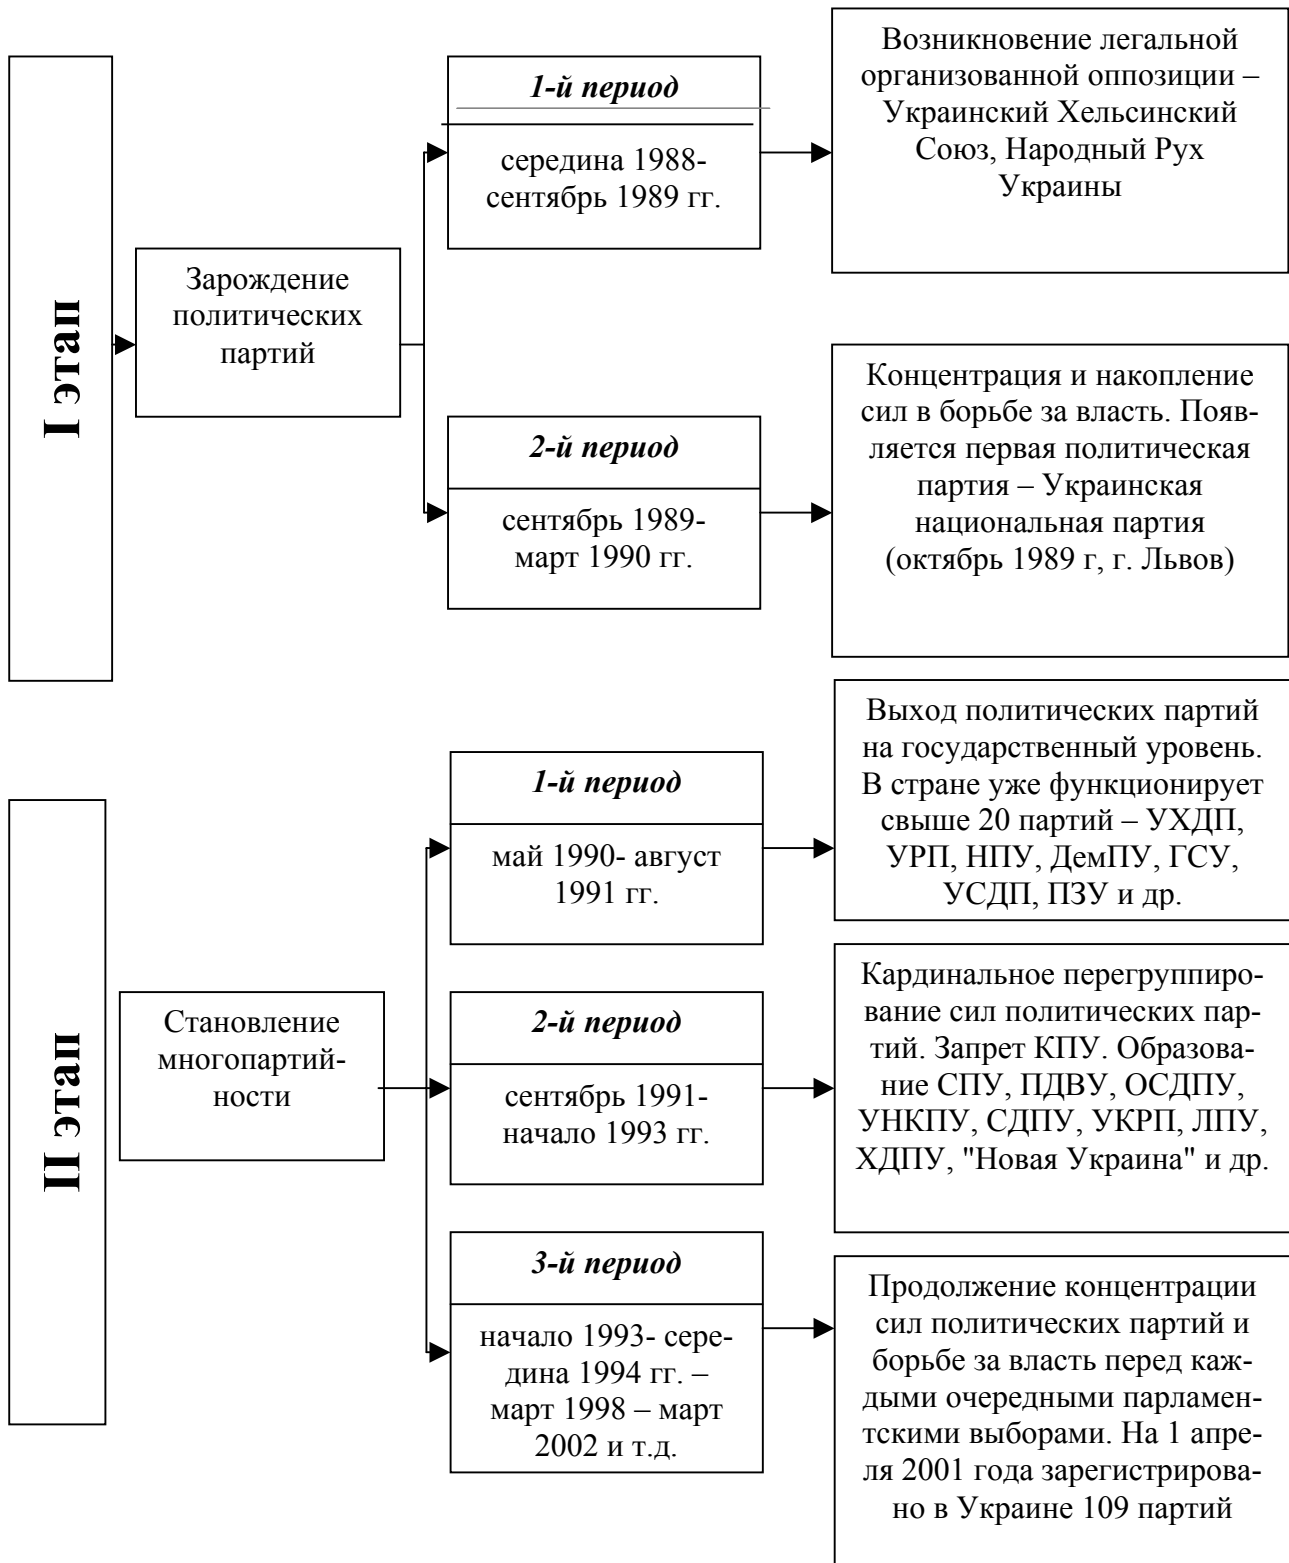 I этап
Зарождение
политических
партий
1-й период
середина 1988-
сентябрь 1989 гг.
Возникновение легальной
организованной оппозиции –
Украинский Хельсинский
Союз, Народный Рух
Украины
2-й период
сентябрь 1989-
март 1990 гг.
Концентрация и накопление
сил в борьбе за власть. Появ-
ляется первая политическая
партия – Украинская
национальная партия
(октябрь 1989 г, г. Львов)
II этап
Становление
многопартий-
ности
1-й период
май 1990- август
1991 гг.
Выход политических партий
на государственный уровень.
В стране уже функционирует
свыше 20 партий – УХДП,
УРП, НПУ, ДемПУ, ГСУ,
УСДП, ПЗУ и др.
2-й период
сентябрь 1991-
начало 1993 гг.
Кардинальное перегруппиро-
вание сил политических пар-
тий. Запрет КПУ. Образова-
ние СПУ, ПДВУ, ОСДПУ,
УНКПУ, СДПУ, УКРП, ЛПУ,
ХДПУ, "Новая Украина" и др.
3-й период
начало 1993- сере-
дина 1994 гг. –
март 1998 – март
2002 и т.д.
Продолжение концентрации
сил политических партий и
борьбе за власть перед каж-
дыми очередными парламен-
тскими выборами. На 1 апре-
ля 2001 года зарегистрирова-
но в Украине 109 партий